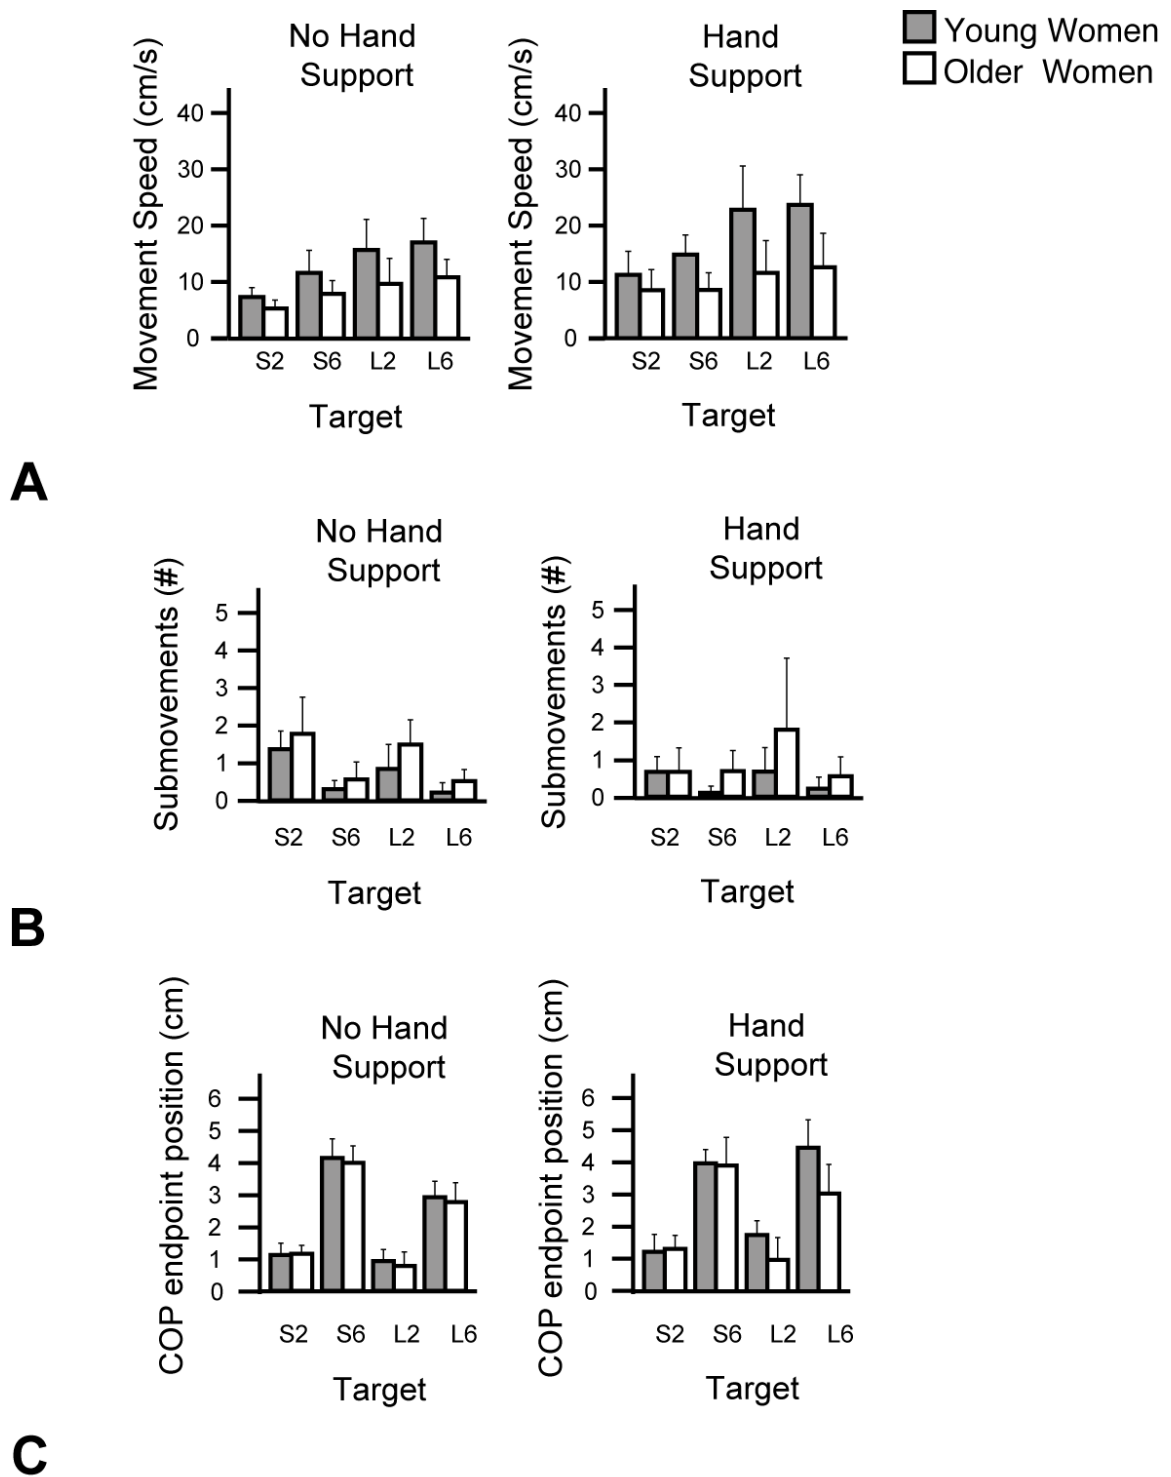 No Hand
Support
Hand
Support
Young Women
Older Women
Movement Speed (cm/s)
40
30
20
10
0
S2 S6 L2 L6
Target
Movement Speed (cm/s)
40
30
20
10
0
S2 S6 L2 L6
Target
A
No Hand
Support
Submovements (#)
5
4
3
2
1
0
S2 S6 L2 L6
Target
Hand
Support
Submovements (#)
5
4
3
2
1
0
S2 S6 L2 L6
Target
B
No Hand
Support
COP endpoint position (cm)
6
5
4
3
2
1
0
S2 S6 L2 L6
Target
Hand
Support
COP endpoint position (cm)
6
5
4
3
2
1
0
S2 S6 L2 L6
Target
C